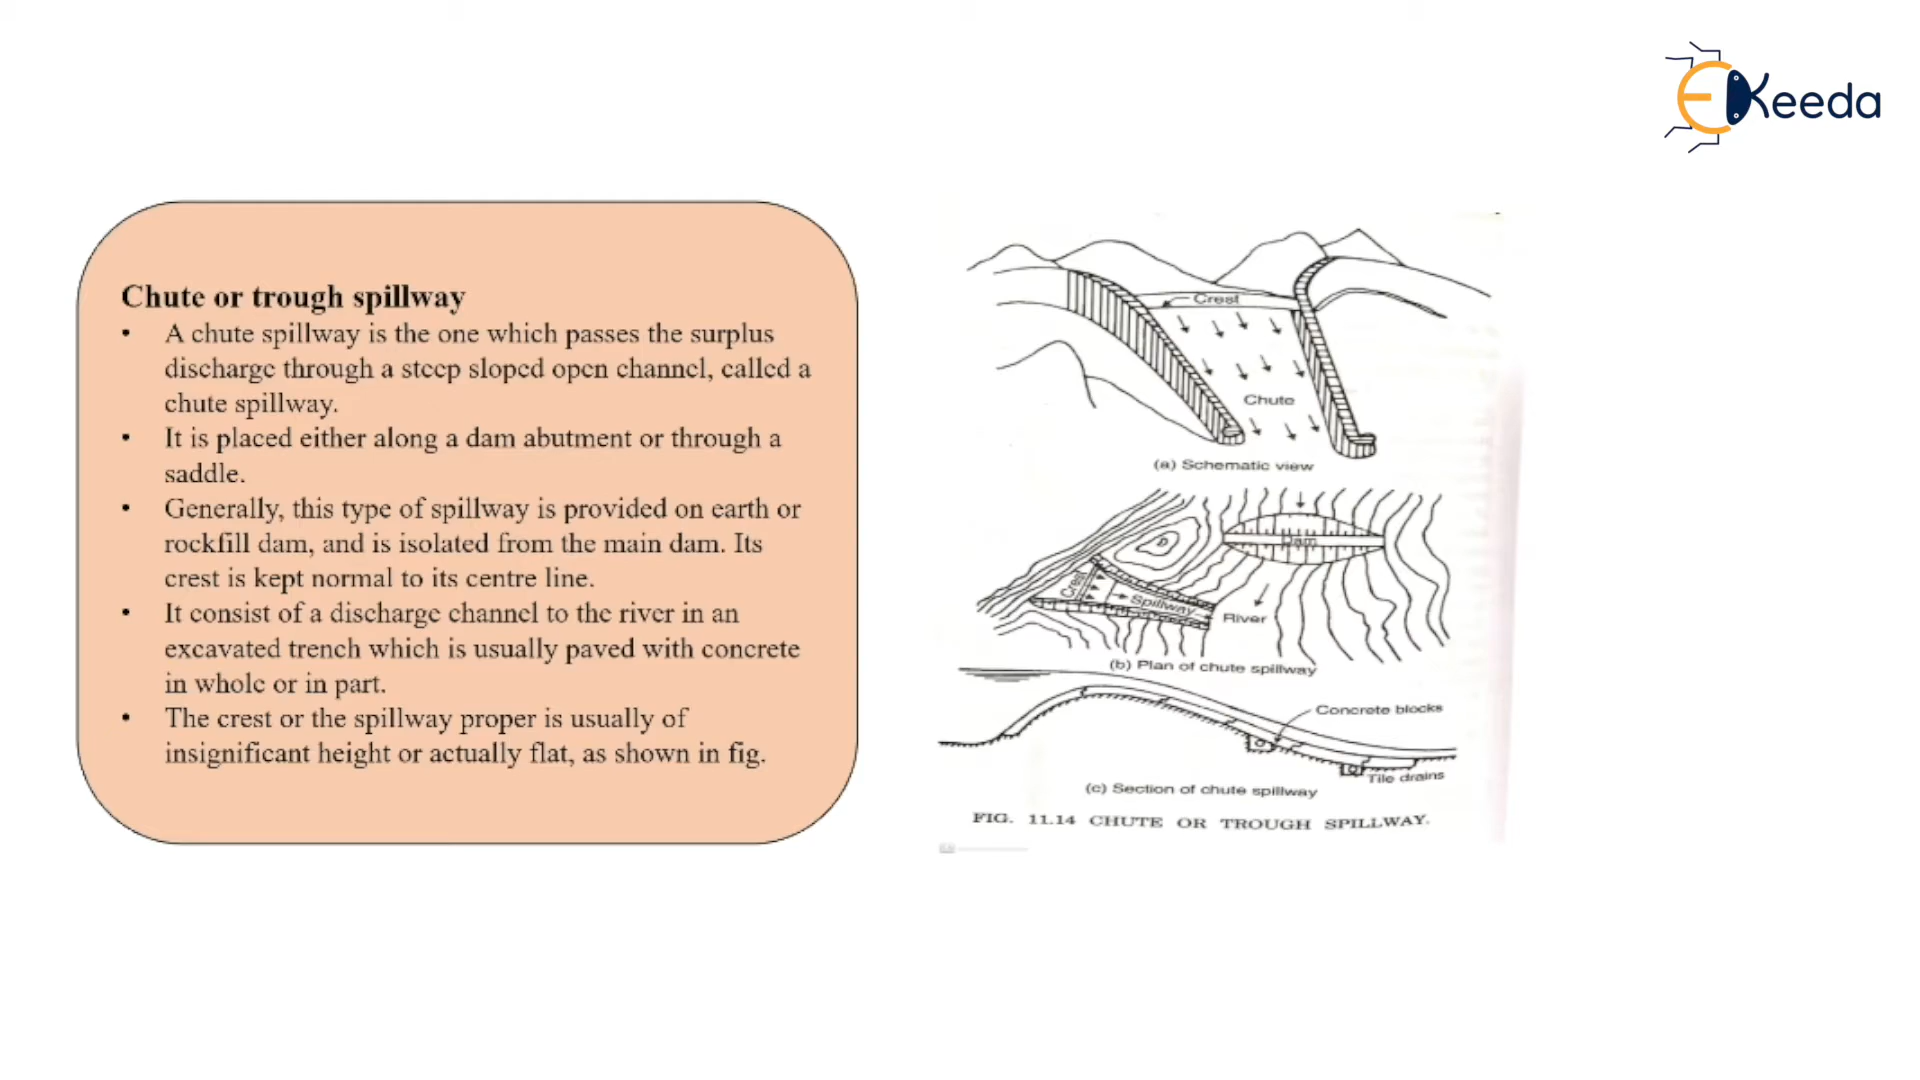 EKeeda
Chute or trough spillway
• A chute spillway is the one which passes the surplus
discharge through a steep sloped open channel, called a
chute spillway.
• It is placed either along a dam abutment or through a
saddle.
• Generally, this type of spillway is provided on earth or
rockfill dam, and is isolated from the main dam. Its
crest is kept normal to its centre line.
• It consist of a discharge channel to the river in an
excavated trench which is usually paved with concrete
in whole or in part.
• The crest or the spillway proper is usually of
insignificant height or actually flat, as shown in fig.
Crest
Chute
(a) Schematic view
Dam
Crest
Spillway
River
(b) Plan of chute spillway
Concrete blocks
Tile drains
(c) Section of chute spillway
FIG. 11.14 CHUTE OR TROUGH SPILLWAY.